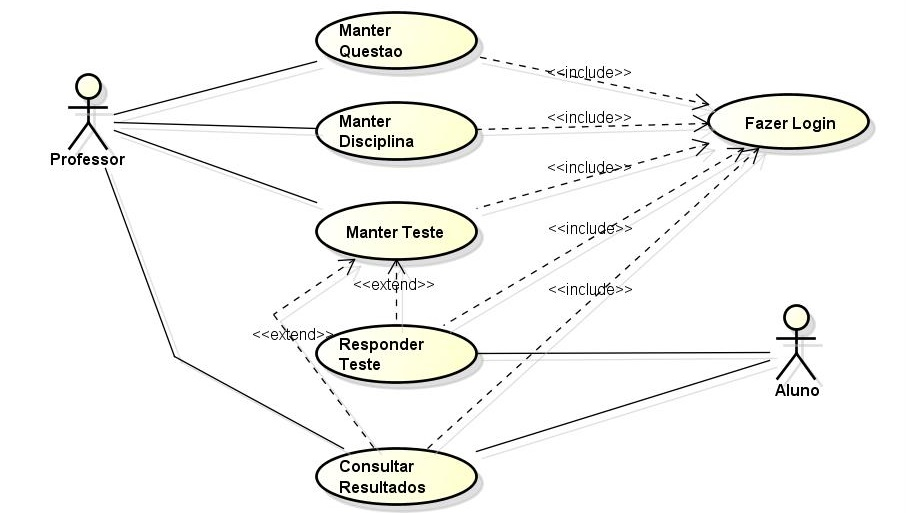 Manter
Questao
<<include>>
Professor
Manter
Disciplina
<<include>>
Fazer Login
<<include>>
Manter Teste
<<include>>
<<extend>>
<<include>>
<<extend>>
Responder
Teste
Aluno
Consultar
Resultados